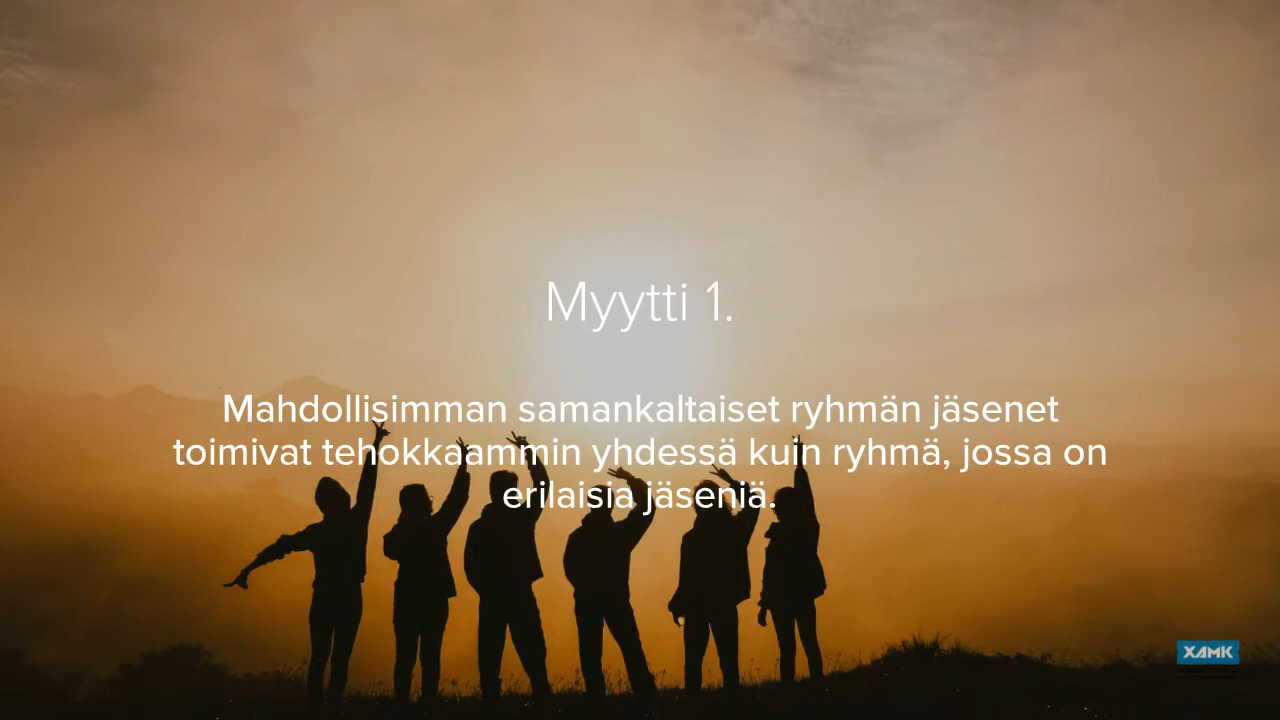 Myytti 1.
Mahdollisimman samankaltaiset ryhmän jäsenet
toimivat tehokkaammin yhdessä kuin ryhmä, jossa on
erilaisia jäseniä.
XAMK